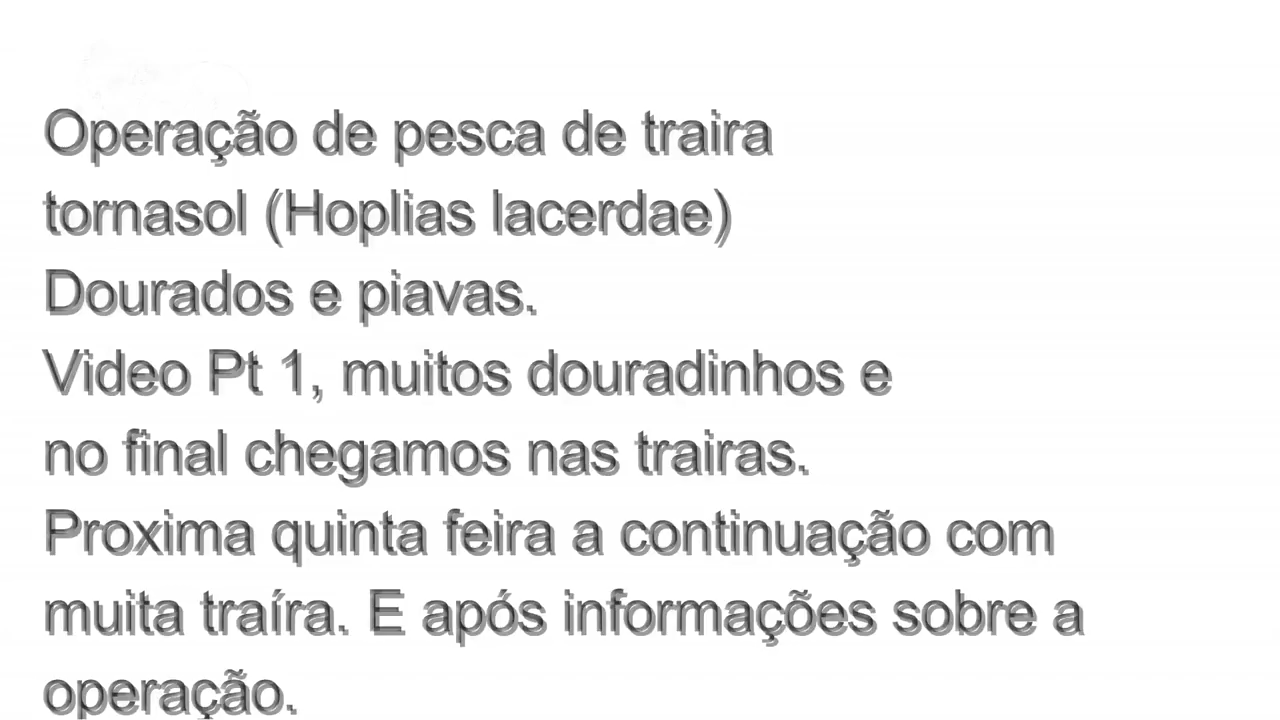 Operação de pesca de traira
tornasol (Hoplias lacerdae)
Dourados e piavas.
Video Pt 1, muitos douradinhos e
no final chegamos nas trairas.
Proxima quinta feira a continuação com
muita traíra. E após informações sobre a
operação.